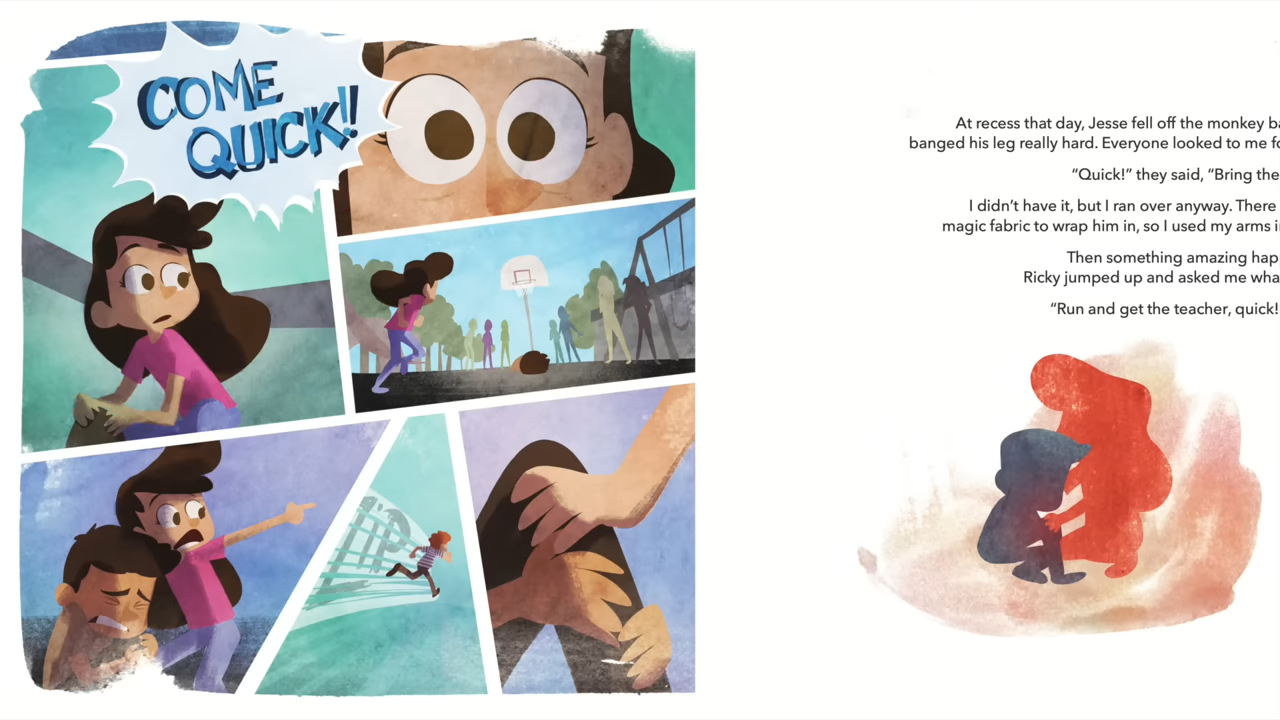 COME
QUICK!!
At recess that day, Jesse fell off the monkey
banged his leg really hard. Everyone looked to me
“Quick!” they said, “Bring the
I didn’t have it, but I ran over anyway. There
magic fabric to wrap him in, so I used my arms
Then something amazing
Ricky jumped up and asked me
“Run and get the teacher, quick!